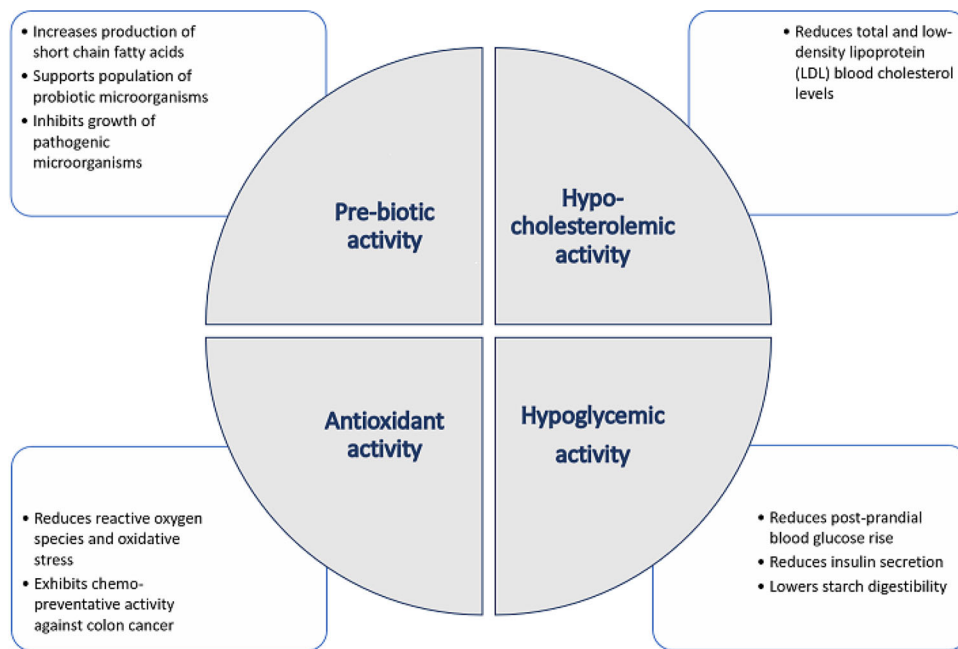 • Increases production of
short chain fatty acids
• Supports population of
probiotic microorganisms
• Inhibits growth of
pathogenic
microorganisms
• Reduces total and low-
density lipoprotein
(LDL) blood cholesterol
levels
Pre-biotic
activity
Hypo-
cholesterolemic
activity
Antioxidant
activity
Hypoglycemic
activity
• Reduces reactive oxygen
species and oxidative
stress
• Exhibits chemo-
preventative activity
against colon cancer
• Reduces post-prandial
blood glucose rise
• Reduces insulin secretion
• Lowers starch digestibility